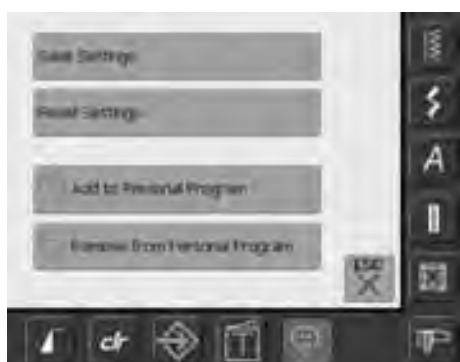 Save Settings
Reset Settings
Add to Personal Program
Remove from Personal Program
ESC
A
clr
T